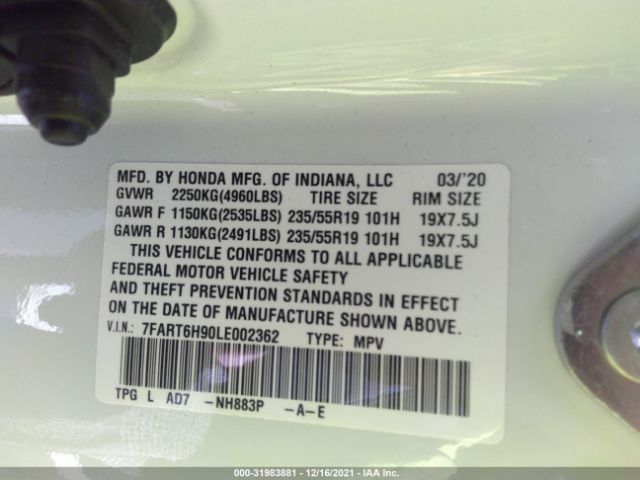 MFD. BY HONDA MFG. OF INDIANA, LLC 03/'20
GVWR 2250KG(4960LBS) TIRE SIZE RIM SIZE
GAWR F 1150KG(2535LBS) 235/55R19 101H 19X7.5J
GAWR R 1130KG(2491LBS) 235/55R19 101H 19X7.5J
THIS VEHICLE CONFORMS TO ALL APPLICABLE
FEDERAL MOTOR VEHICLE SAFETY
AND THEFT PREVENTION STANDARDS IN EFFECT
ON THE DATE OF MANUFACTURE SHOWN ABOVE.
V.I.N.: 7FART6H90LE002362 TYPE: MPV
TPG L AD7 -NH883P -A-E
000-31983881 - 12/16/2021 - IAA Inc.